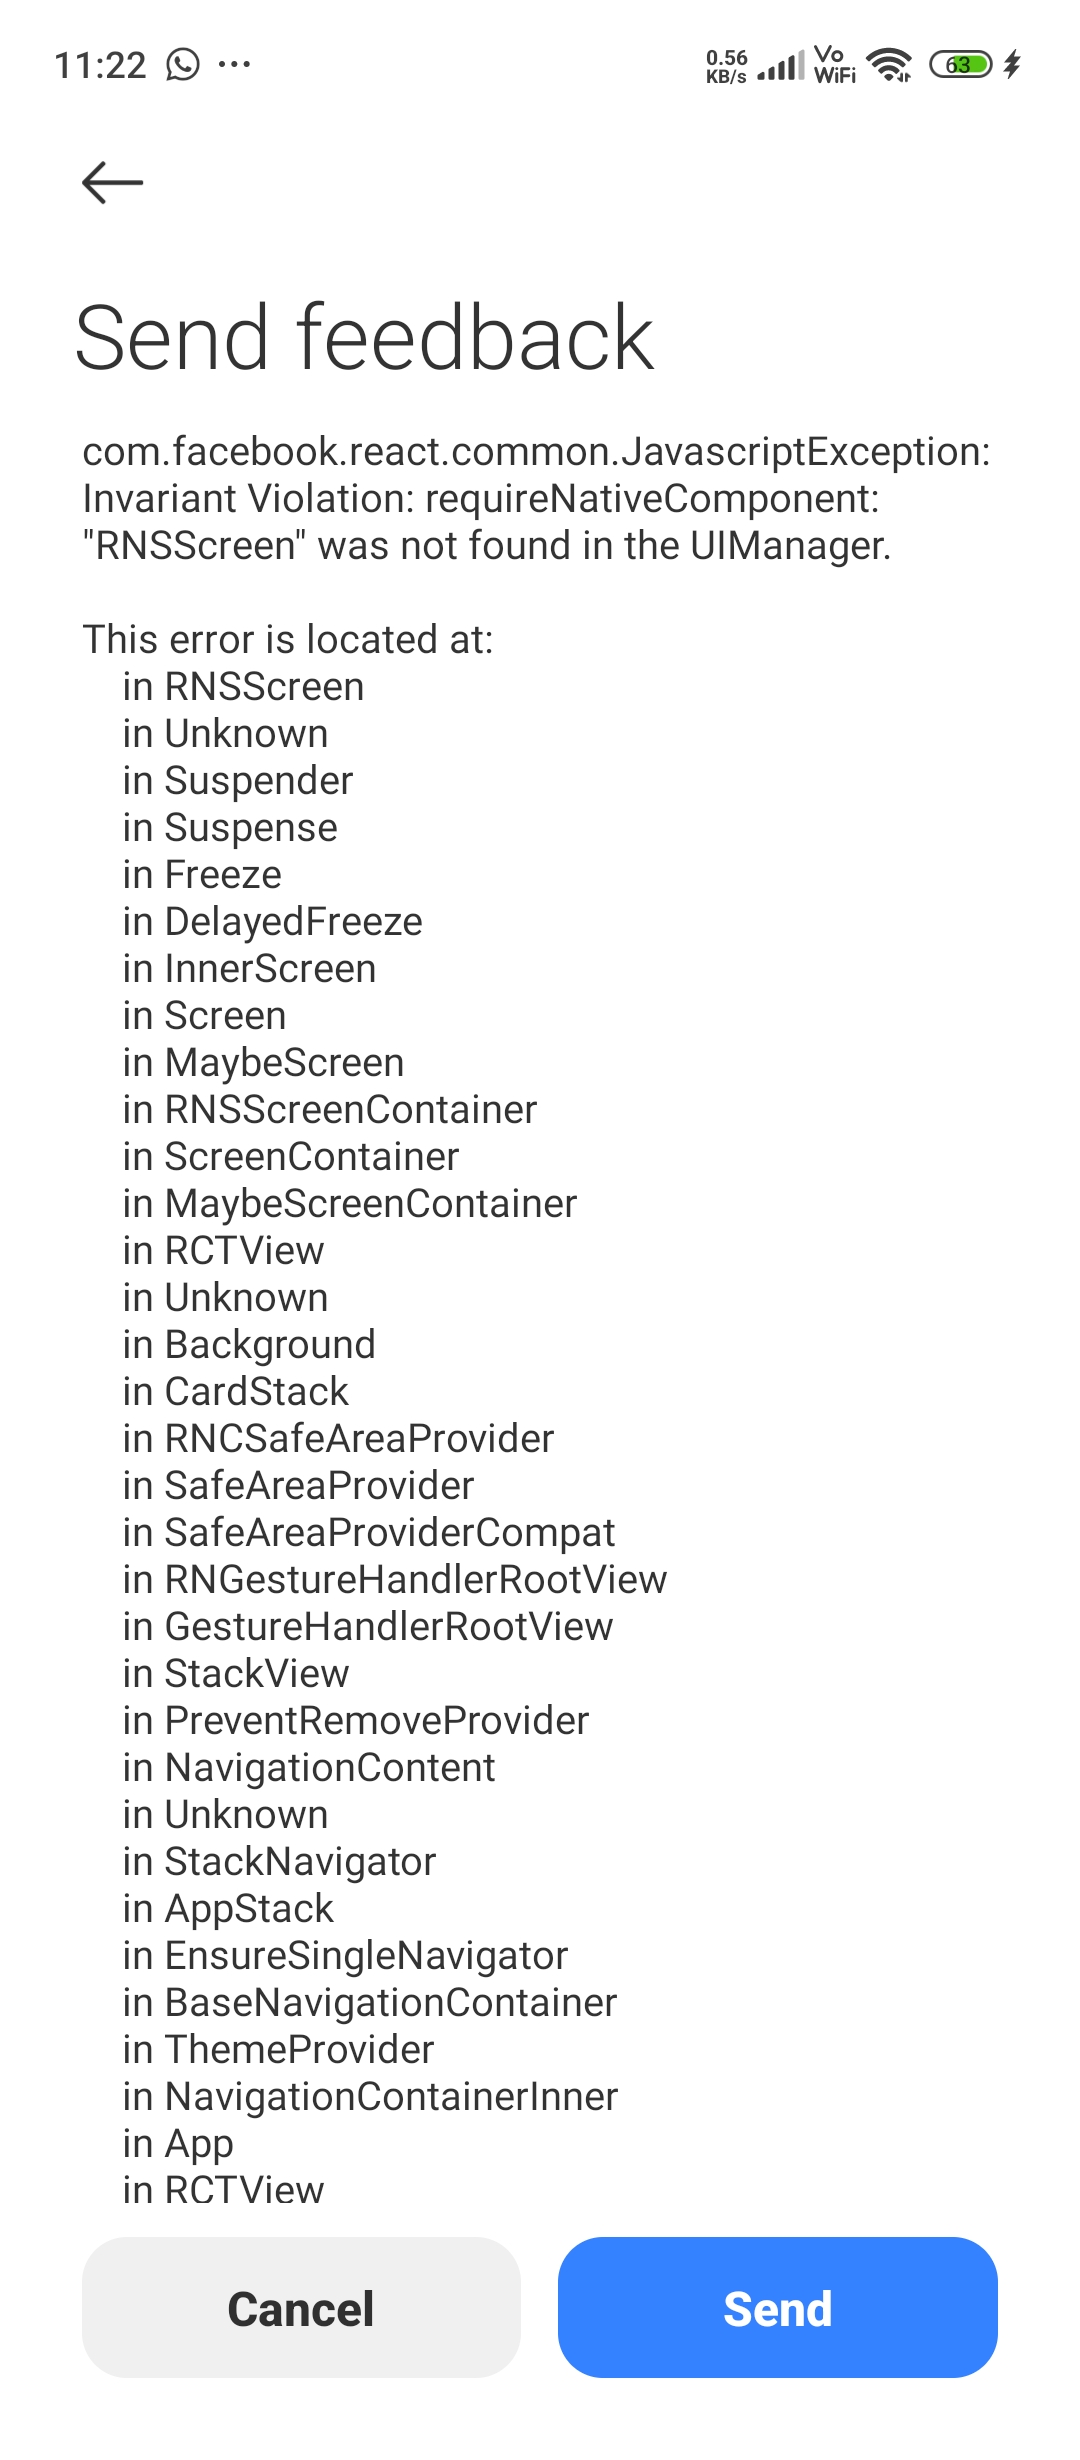 11:22 ...
0.56
KB/s
Vo
WiFi
63
Send feedback
com.facebook.react.common.JavascriptException:
Invariant Violation: requireNativeComponent:
"RNSScreen" was not found in the UIManager.
This error is located at:
in RNSScreen
in Unknown
in Suspender
in Suspense
in Freeze
in DelayedFreeze
in InnerScreen
in Screen
in MaybeScreen
in RNSScreenContainer
in ScreenContainer
in MaybeScreenContainer
in RCTView
in Unknown
in Background
in CardStack
in RNCSafeAreaProvider
in SafeAreaProvider
in SafeAreaProviderCompat
in RNGestureHandlerRootView
in GestureHandlerRootView
in StackView
in PreventRemoveProvider
in NavigationContent
in Unknown
in StackNavigator
in AppStack
in EnsureSingleNavigator
in BaseNavigationContainer
in ThemeProvider
in NavigationContainerInner
in App
in RCTView
Cancel
Send